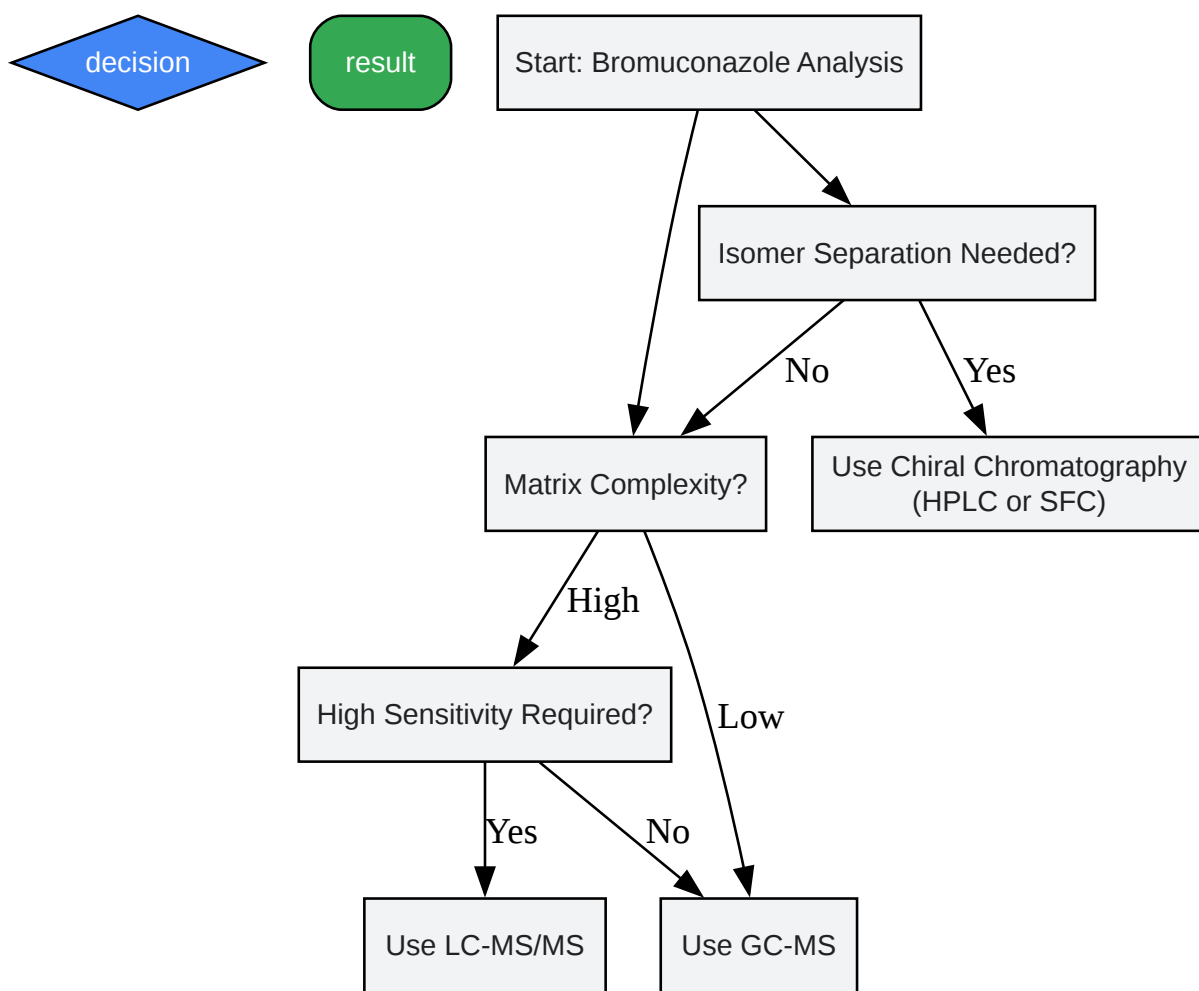 decision
result
Start: Bromuconazole Analysis
Isomer Separation Needed?
No
Yes
Matrix Complexity?
Use Chiral Chromatography
(HPLC or SFC)
High
High Sensitivity Required?
Low
Yes
No
Use LC-MS/MS
Use GC-MS